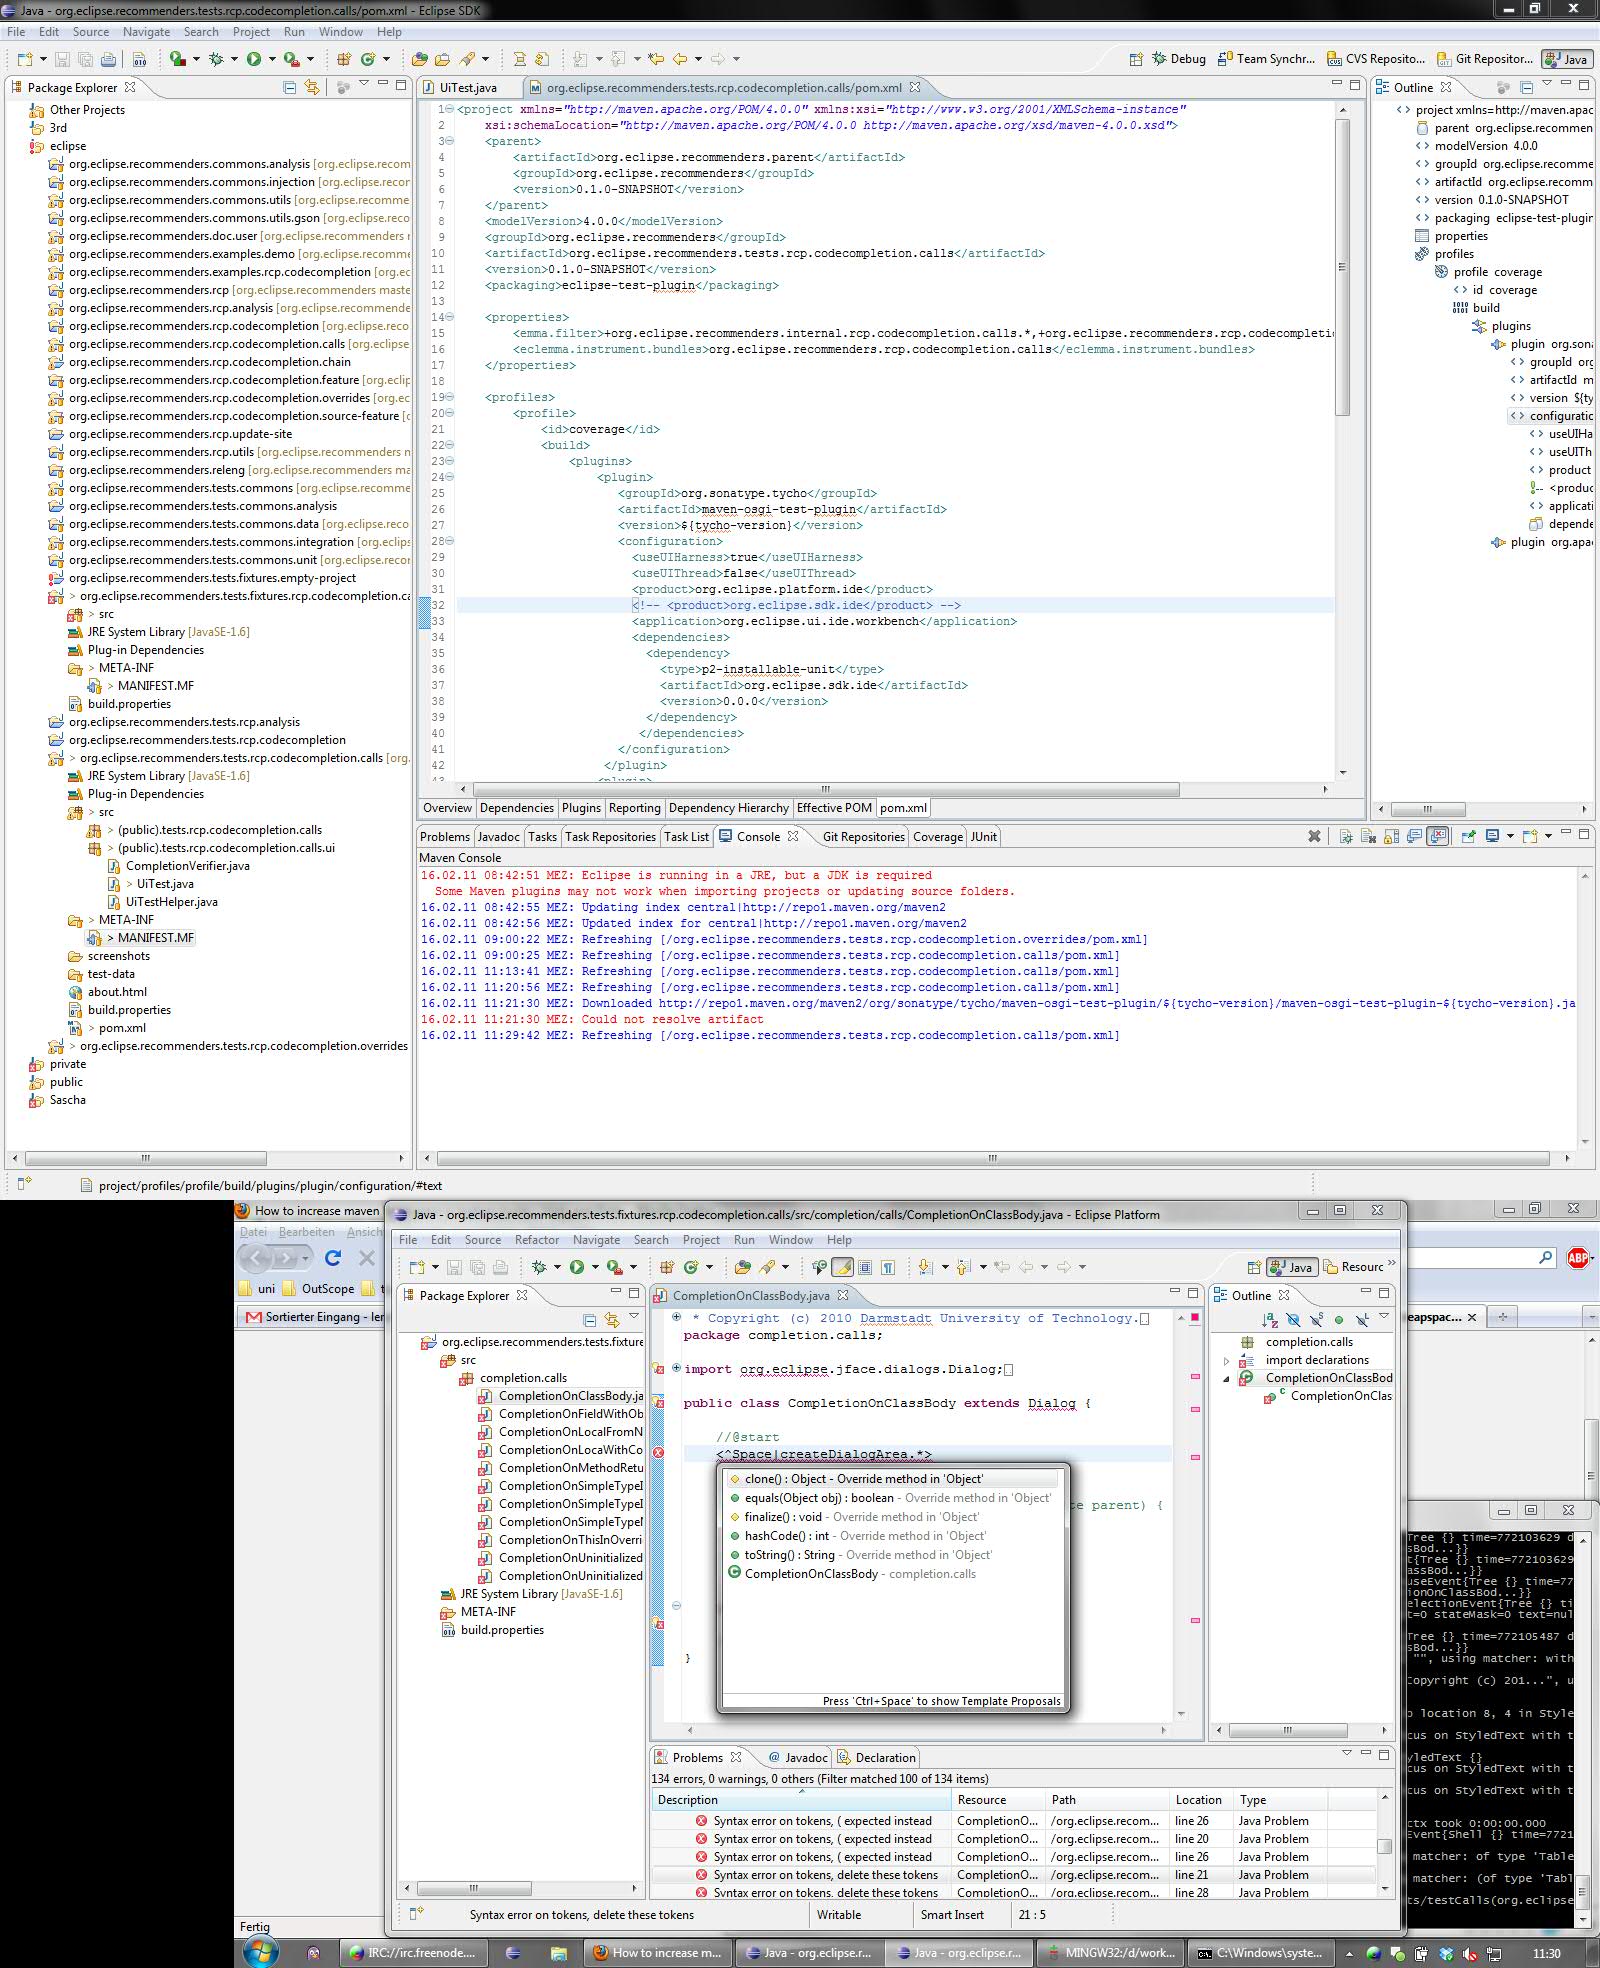 Java - org.eclipse.recommenders.tests.rcp.codecompletion.calls/pom.xml - Eclipse SDK
File Edit Source Navigate Search Project Run Window Help
Debug Team Synchr... CVS Reposito... Git Repositor... Java
Package Explorer
Other Projects
3rd
eclipse
org.eclipse.recommenders.commons.analysis [org.eclipse.recom
org.eclipse.recommenders.commons.injection [org.eclipse.recor
org.eclipse.recommenders.commons.utils [org.eclipse.recomme
org.eclipse.recommenders.commons.utils.gson [org.eclipse.reco
org.eclipse.recommenders.doc.user [org.eclipse.recommenders r
org.eclipse.recommenders.examples.demo [org.eclipse.recomme
org.eclipse.recommenders.examples.rcp.codecompletion [org.ec
org.eclipse.recommenders.rcp [org.eclipse.recommenders maste
org.eclipse.recommenders.rcp.analysis [org.eclipse.recommende
org.eclipse.recommenders.rcp.codecompletion [org.eclipse.reco
org.eclipse.recommenders.rcp.codecompletion.calls [org.eclipse
org.eclipse.recommenders.rcp.codecompletion.chain
org.eclipse.recommenders.rcp.codecompletion.feature [org.eclip
org.eclipse.recommenders.rcp.codecompletion.overrides [org.ec
org.eclipse.recommenders.rcp.codecompletion.source-feature [c
org.eclipse.recommenders.rcp.update-site
org.eclipse.recommenders.rcp.utils [org.eclipse.recommenders n
org.eclipse.recommenders.releng [org.eclipse.recommenders ma
org.eclipse.recommenders.tests.commons [org.eclipse.recomme
org.eclipse.recommenders.tests.commons.analysis
org.eclipse.recommenders.tests.commons.data [org.eclipse.recom
org.eclipse.recommenders.tests.commons.integration [org.eclips
org.eclipse.recommenders.tests.commons.unit [org.eclipse.reco
org.eclipse.recommenders.tests.fixtures.empty-project
> org.eclipse.recommenders.tests.fixtures.rcp.codecompletion.ca
> src
JRE System Library [JavaSE-1.6]
Plug-in Dependencies
> META-INF
> MANIFEST.MF
build.properties
org.eclipse.recommenders.tests.rcp.analysis
org.eclipse.recommenders.tests.rcp.codecompletion
> org.eclipse.recommenders.tests.rcp.codecompletion.calls [org.
JRE System Library [JavaSE-1.6]
Plug-in Dependencies
> src
> (public).tests.rcp.codecompletion.calls
> (public).tests.rcp.codecompletion.calls.ui
CompletionVerifier.java
> UiTest.java
UiTestHelper.java
> META-INF
> MANIFEST.MF
screenshots
test-data
about.html
build.properties
> pom.xml
> org.eclipse.recommenders.tests.rcp.codecompletion.overrides
private
public
Sascha
UiTest.java org.eclipse.recommenders.tests.rcp.codecompletion.calls/pom.xml
1 <project xmlns="http://maven.apache.org/POM/4.0.0" xmlns:xsi="http://www.w3.org/2001/XMLSchema-instance"
2 xsi:schemaLocation="http://maven.apache.org/POM/4.0.0 http://maven.apache.org/xsd/maven-4.0.0.xsd">
3 <parent>
4 <artifactId>org.eclipse.recommenders.parent</artifactId>
5 <groupId>org.eclipse.recommenders</groupId>
6 <version>0.1.0-SNAPSHOT</version>
7 </parent>
8 <modelVersion>4.0.0</modelVersion>
9 <groupId>org.eclipse.recommenders</groupId>
10 <artifactId>org.eclipse.recommenders.tests.rcp.codecompletion.calls</artifactId>
11 <version>0.1.0-SNAPSHOT</version>
12 <packaging>eclipse-test-plugin</packaging>
13
14 <properties>
15 <emma.filter>+org.eclipse.recommenders.internal.rcp.codecompletion.calls.*,+org.eclipse.recommenders.rcp.codecompleti
16 <eclemma.instrument.bundles>org.eclipse.recommenders.rcp.codecompletion.calls</eclemma.instrument.bundles>
17 </properties>
18
19 <profiles>
20 <profile>
21 <id>coverage</id>
22 <build>
23 <plugins>
24 <plugin>
25 <groupId>org.sonatype.tycho</groupId>
26 <artifactId>maven-osgi-test-plugin</artifactId>
27 <version>${tycho-version}</version>
28 <configuration>
29 <useUIHarness>true</useUIHarness>
30 <useUIThread>false</useUIThread>
31 <product>org.eclipse.platform.ide</product>
32 <!-- <product>org.eclipse.sdk.ide</product> -->
33 <application>org.eclipse.ui.ide.workbench</application>
34 <dependencies>
35 <dependency>
36 <type>p2-installable-unit</type>
37 <artifactId>org.eclipse.sdk.ide</artifactId>
38 <version>0.0.0</version>
39 </dependency>
40 </dependencies>
41 </configuration>
42 </plugin>
43 <plugin>
Overview Dependencies Plugins Reporting Dependency Hierarchy Effective POM pom.xml
Outline
project xmlns=http://maven.apac
parent org.eclipse.recommen
modelVersion 4.0.0
groupId org.eclipse.recomme
artifactId org.eclipse.recomm
version 0.1.0-SNAPSHOT
packaging eclipse-test-plugin
properties
profiles
profile coverage
id coverage
build
plugins
plugin org.sona
groupId org
artifactId m
version ${ty
configuratic
useUIHa
useUITh
product
<produc
applicati
depende
plugin org.apa
Problems Javadoc Tasks Task Repositories Task List Console Git Repositories Coverage JUnit
Maven Console
16.02.11 08:42:51 MEZ: Eclipse is running in a JRE, but a JDK is required
Some Maven plugins may not work when importing projects or updating source folders.
16.02.11 08:42:55 MEZ: Updating index central|http://repo1.maven.org/maven2
16.02.11 08:42:56 MEZ: Updated index for central|http://repo1.maven.org/maven2
16.02.11 09:00:22 MEZ: Refreshing [/org.eclipse.recommenders.tests.rcp.codecompletion.overrides/pom.xml]
16.02.11 09:00:25 MEZ: Refreshing [/org.eclipse.recommenders.tests.rcp.codecompletion.calls/pom.xml]
16.02.11 11:13:41 MEZ: Refreshing [/org.eclipse.recommenders.tests.rcp.codecompletion.calls/pom.xml]
16.02.11 11:20:56 MEZ: Refreshing [/org.eclipse.recommenders.tests.rcp.codecompletion.calls/pom.xml]
16.02.11 11:21:30 MEZ: Downloaded http://repo1.maven.org/maven2/org/sonatype/tycho/maven-osgi-test-plugin/${tycho-version}/maven-osgi-test-plugin-${tycho-version}.ja
16.02.11 11:21:30 MEZ: Could not resolve artifact
16.02.11 11:29:42 MEZ: Refreshing [/org.eclipse.recommenders.tests.rcp.codecompletion.calls/pom.xml]
project/profiles/profile/build/plugins/plugin/configuration/#text
How to increase maven
Datei Bearbeiten Ansich
uni OutScope
Sortierter Eingang - ler
Fertig
Java - org.eclipse.recommenders.tests.fixtures.rcp.codecompletion.calls/src/completion/calls/CompletionOnClassBody.java - Eclipse Platform
File Edit Source Refactor Navigate Search Project Run Window Help
Java Resourc
Package Explorer
org.eclipse.recommenders.tests.fixture
src
completion.calls
CompletionOnClassBody.ja
CompletionOnFieldWithOb
CompletionOnLocalFromN
CompletionOnLocaWithCo
CompletionOnMethodRetu
CompletionOnSimpleTypeI
CompletionOnSimpleTypeI
CompletionOnSimpleTypeI
CompletionOnThisInOverri
CompletionOnUninitialized
CompletionOnUninitialized
JRE System Library [JavaSE-1.6]
META-INF
build.properties
CompletionOnClassBody.java
* Copyright (c) 2010 Darmstadt University of Technology.
package completion.calls;
import org.eclipse.jface.dialogs.Dialog;
public class CompletionOnClassBody extends Dialog {
//@start
<^Space|createDialogArea.*>
te parent) {
}
clone() : Object - Override method in 'Object'
equals(Object obj) : boolean - Override method in 'Object'
finalize() : void - Override method in 'Object'
hashCode() : int - Override method in 'Object'
toString() : String - Override method in 'Object'
CompletionOnClassBody - completion.calls
Press 'Ctrl+Space' to show Template Proposals
Outline
completion.calls
import declarations
CompletionOnClassBod
CompletionOnClas
Problems Javadoc Declaration
134 errors, 0 warnings, 0 others (Filter matched 100 of 134 items)
Description Resource Path Location Type
Syntax error on tokens, ( expected instead CompletionO... /org.eclipse.recom... line 26 Java Problem
Syntax error on tokens, ( expected instead CompletionO... /org.eclipse.recom... line 20 Java Problem
Syntax error on tokens, ( expected instead CompletionO... /org.eclipse.recom... line 26 Java Problem
Syntax error on tokens, delete these tokens CompletionO... /org.eclipse.recom... line 21 Java Problem
Syntax error on tokens, delete these tokens CompletionO... /org.eclipse.recom... line 28 Java Problem
Syntax error on tokens, delete these tokens Writable Smart Insert 21 : 5
ABP
eapspac...
Tree {} time=772103629 d
sBod...}}
t{Tree {} time=772103629
assBod...}}
useEvent{Tree {} time=77
ionOnClassBod...}}
electionEvent{Tree {} ti
t=0 stateMask=0 text=nul
Tree {} time=772105487 d
sBod...}}
"", using matcher: with
Copyright (c) 201...", u
o location 8, 4 in Style
cus on StyledText with t
yledText {}
cus on StyledText with t
cus on StyledText with t
ctx took 0:00:00.000
Event{Shell {} time=7721
matcher: of type 'Table
matcher: (of type 'Tabl
ts/testCalls(org.eclipse
IRC://irc.freenode.... How to increase m... Java - org.eclipse.r... Java - org.eclipse.r... MINGW32:/d/work... C:\Windows\syste... 11:30